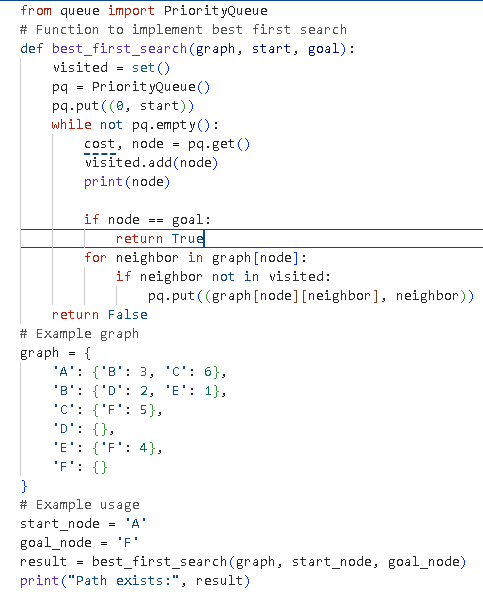 from queue import PriorityQueue
# Function to implement best first search
def best_first_search(graph, start, goal):
    visited = set()
    pq = PriorityQueue()
    pq.put((0, start))
    while not pq.empty():
        cost, node = pq.get()
        visited.add(node)
        print(node)

        if node == goal:
            return True
        for neighbor in graph[node]:
            if neighbor not in visited:
                pq.put((graph[node][neighbor], neighbor))
    return False
# Example graph
graph = {
    'A': {'B': 3, 'C': 6},
    'B': {'D': 2, 'E': 1},
    'C': {'F': 5},
    'D': {},
    'E': {'F': 4},
    'F': {}
}
# Example usage
start_node = 'A'
goal_node = 'F'
result = best_first_search(graph, start_node, goal_node)
print("Path exists:", result)